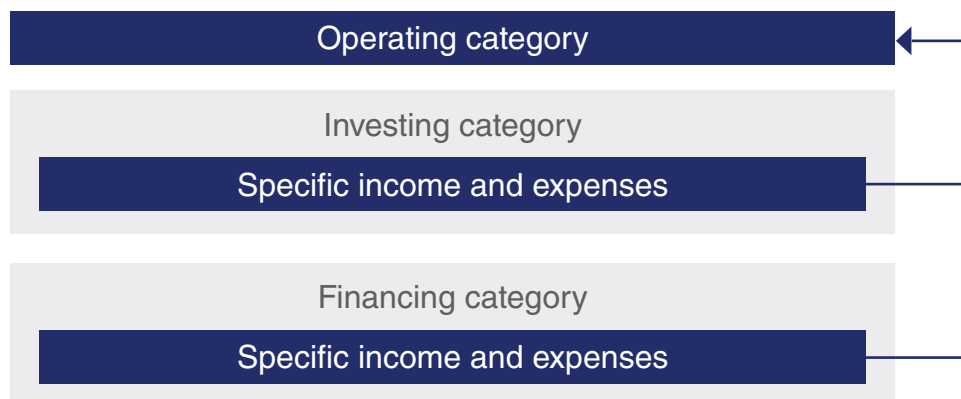 Operating category
Investing category
Specific income and expenses
Financing category
Specific income and expenses